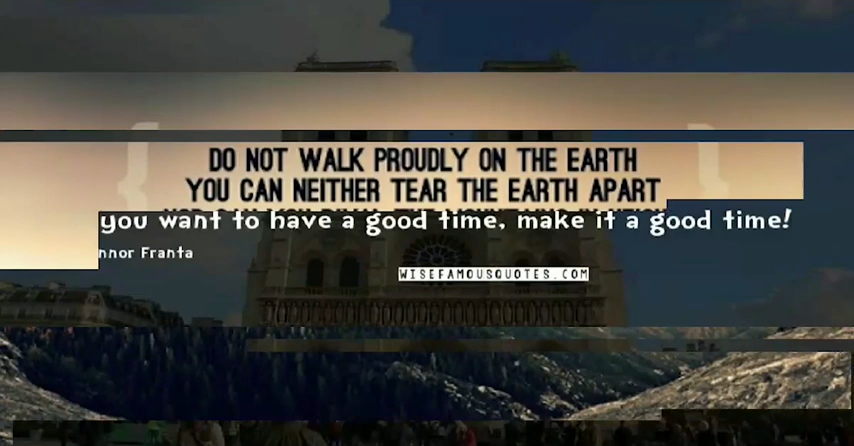 DO NOT WALK PROUDLY ON THE EARTH
YOU CAN NEITHER TEAR THE EARTH APART
you want to have a good time, make it a good time!
nnor Franta
WISEFAMOUSQUOTES.COM